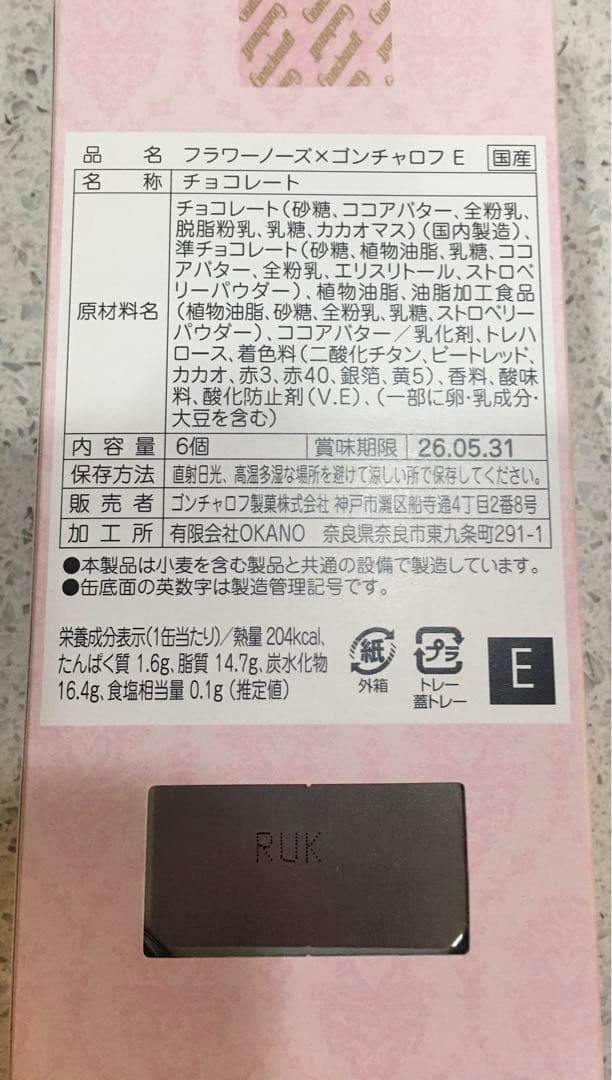 Goncharoff
品名 フラワーノーズ×ゴンチャロフ E 国産
名称 チョコレート
原材料名 チョコレート(砂糖、ココアバター、全粉乳、
脱脂粉乳、乳糖、カカオマス)(国内製造)、
準チョコレート(砂糖、植物油脂、乳糖、ココ
アバター、全粉乳、エリスリトール、ストロベ
リーパウダー)、植物油脂、油脂加工食品
(植物油脂、砂糖、全粉乳、乳糖、ストロベリー
パウダー)、ココアバター/乳化剤、トレハ
ロース、着色料(二酸化チタン、ビートレッド、
カカオ、赤3、赤40、銀箔、黄5)、香料、酸味
料、酸化防止剤(V.E)、(一部に卵・乳成分・
大豆を含む)
内容量 6個 賞味期限 26.05.31
保存方法 直射日光、高温多湿な場所を避けて涼しい所で保存してください。
販売者 ゴンチャロフ製菓株式会社 神戸市灘区船寺通4丁目2番8号
加工所 有限会社OKANO 奈良県奈良市東九条町291-1
●本製品は小麦を含む製品と共通の設備で製造しています。
●缶底面の英数字は製造管理記号です。
栄養成分表示(1缶当たり)/熱量 204kcal、
たんぱく質 1.6g、脂質 14.7g、炭水化物
16.4g、食塩相当量 0.1g(推定値)
紙
外箱
プラ
トレー
蓋トレー
E
RUK